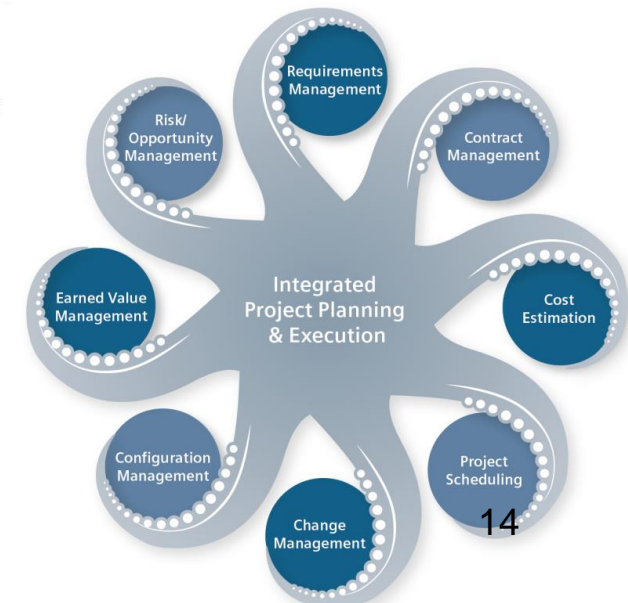 Requirements
Management
Contract
Management
Cost
Estimation
Project
Scheduling
14
Change
Management
Configuration
Management
Earned Value
Management
Risk/
Opportunity
Management
Integrated
Project Planning
& Execution